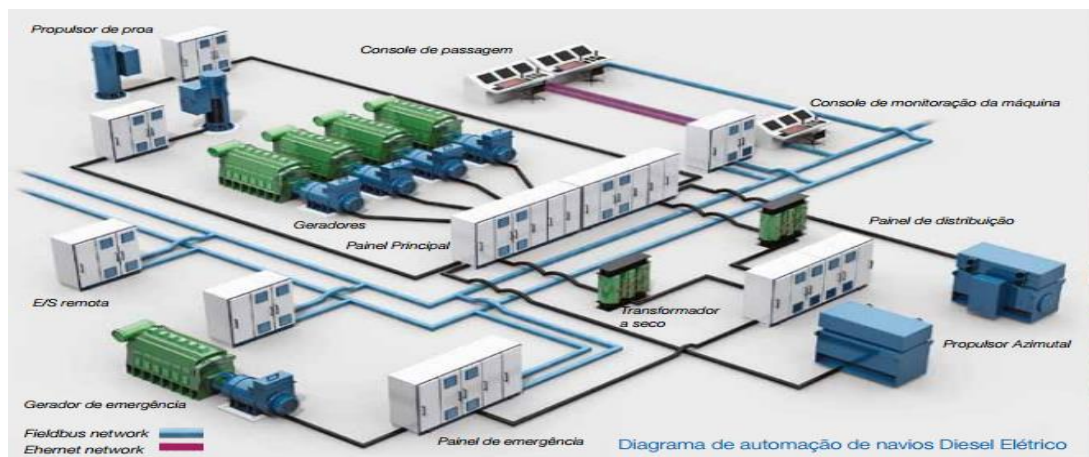 Propulsor de proa
Console de passagem
Console de monitoração da máquina
Geradores
Painel Principal
Painel de distribuição
E/S remota
Transformador
a seco
Propulsor Azimutal
Gerador de emergência
Painel de emergência
Fieldbus network
Ehernet network
Diagrama de automação de navios Diesel Elétrico